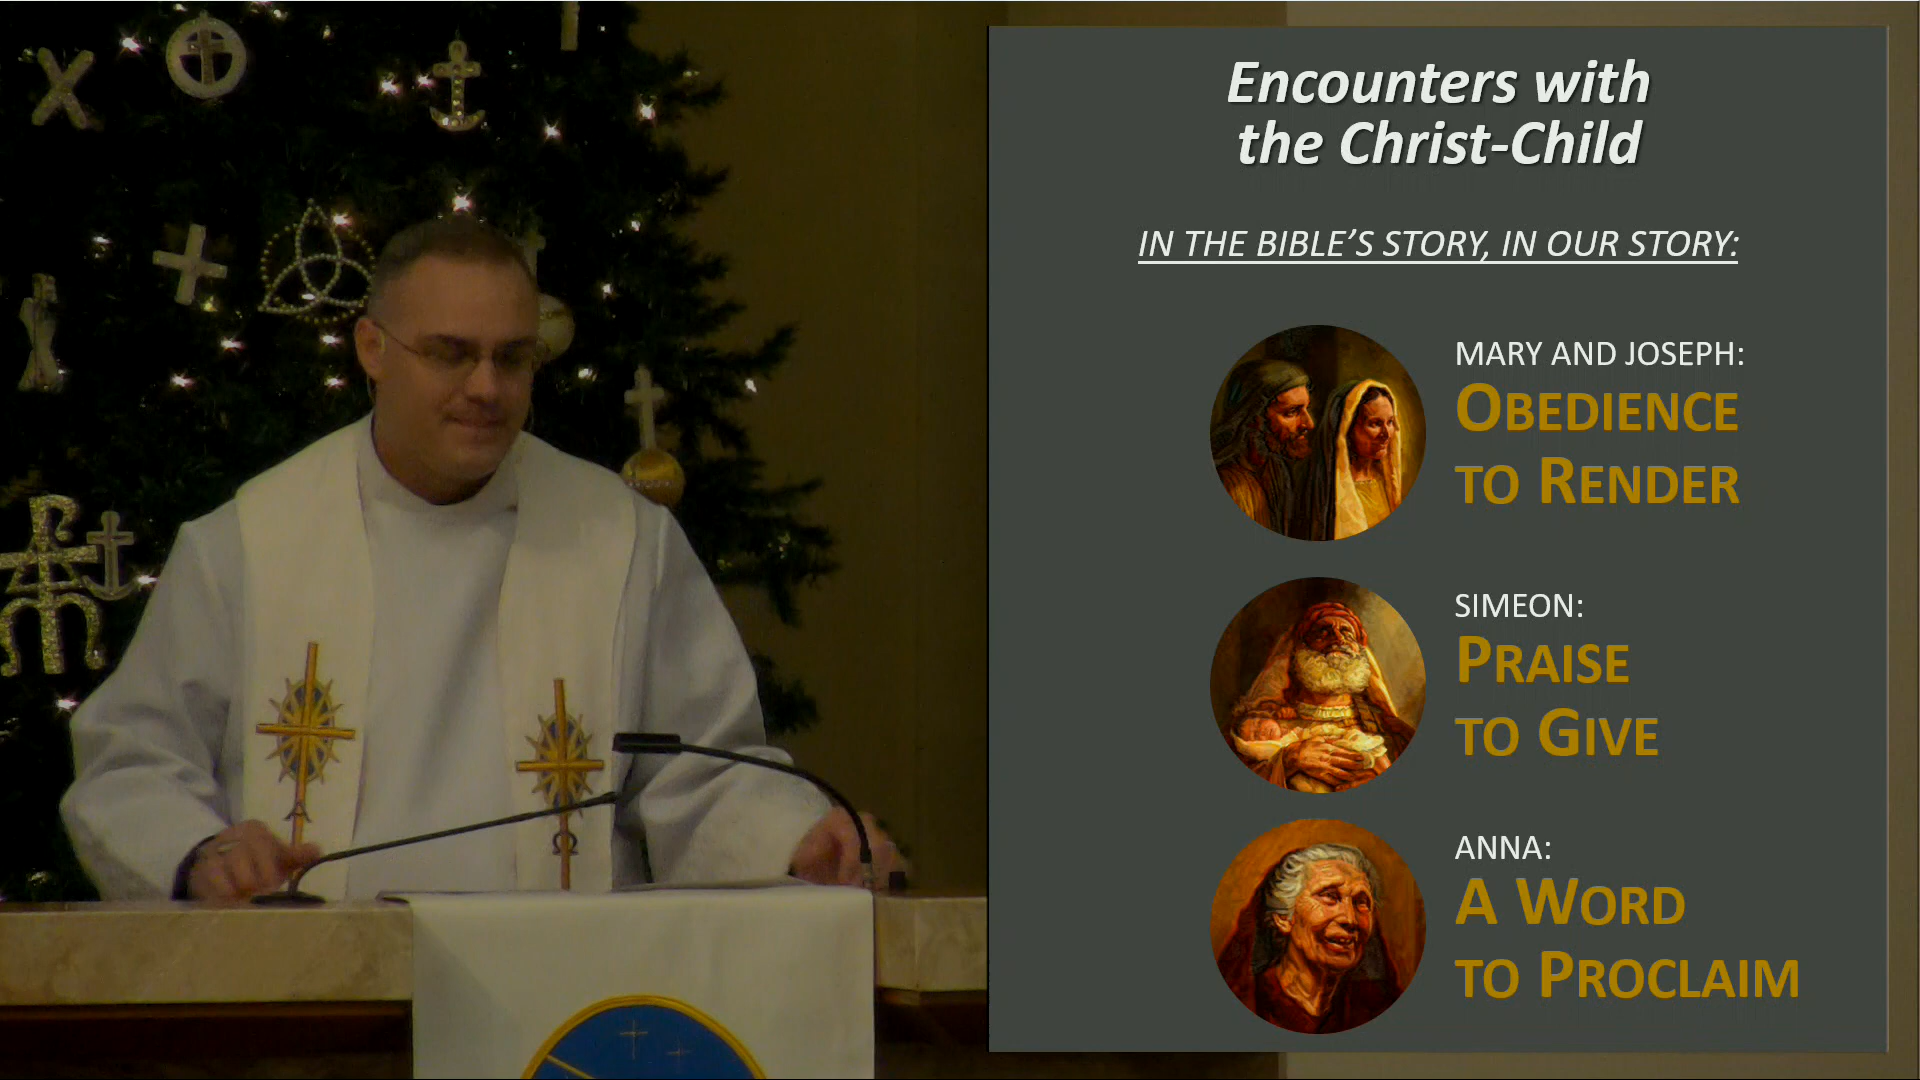 Encounters with
the Christ-Child
IN THE BIBLE'S STORY, IN OUR STORY:
MARY AND JOSEPH:
OBEDIENCE
TO RENDER
SIMEON:
PRAISE
TO GIVE
ANNA:
A WORD
TO PROCLAIM
Α
Ω